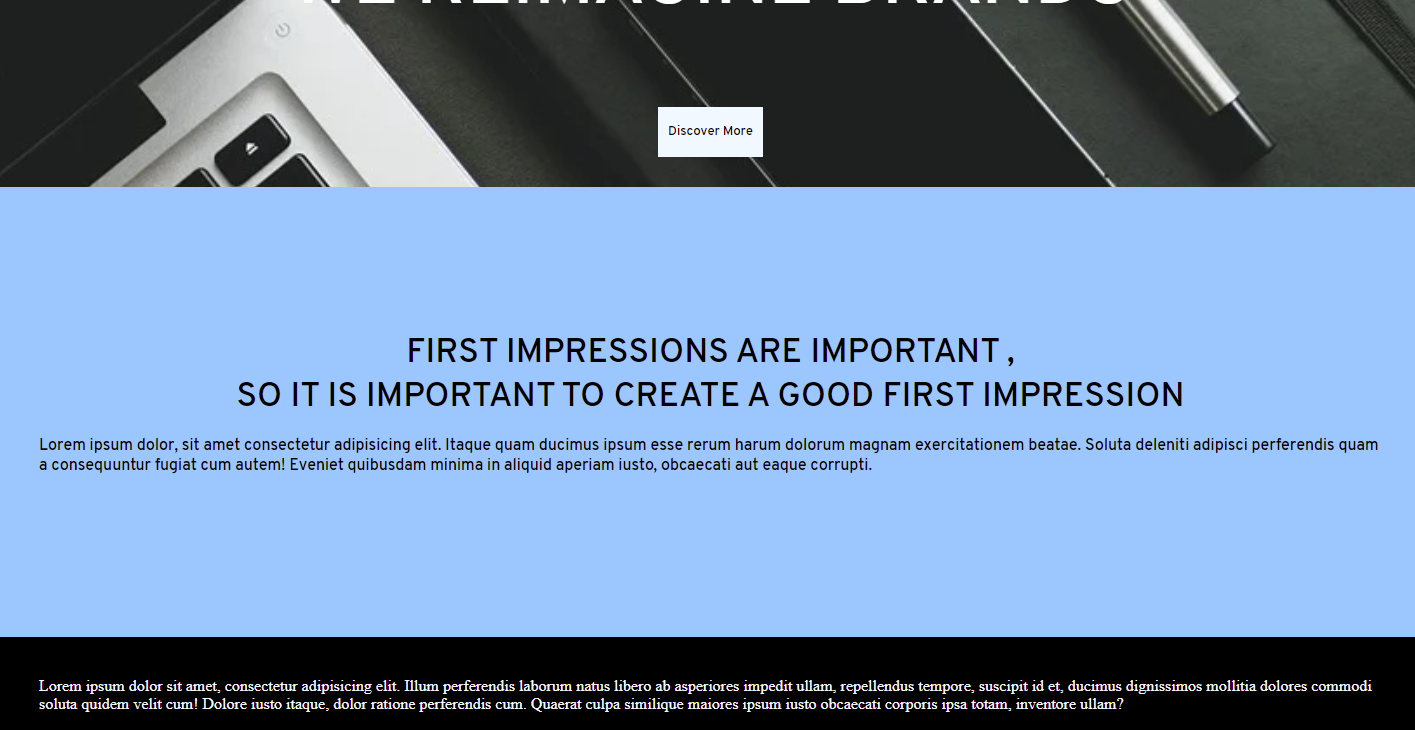 WE REIMAGINE BRANDS
Discover More
FIRST IMPRESSIONS ARE IMPORTANT ,
SO IT IS IMPORTANT TO CREATE A GOOD FIRST IMPRESSION
Lorem ipsum dolor, sit amet consectetur adipisicing elit. Itaque quam ducimus ipsum esse rerum harum dolorum magnam exercitationem beatae. Soluta deleniti adipisci perferendis quam
a consequuntur fugiat cum autem! Eveniet quibusdam minima in aliquid aperiam iusto, obcaecati aut eaque corrupti.
Lorem ipsum dolor sit amet, consectetur adipisicing elit. Illum perferendis laborum natus libero ab asperiores impedit ullam, repellendus tempore, suscipit id et, ducimus dignissimos mollitia dolores commodi
soluta quidem velit cum! Dolore iusto itaque, dolor ratione perferendis cum. Quaerat culpa similique maiores ipsum iusto obcaecati corporis ipsa totam, inventore ullam?